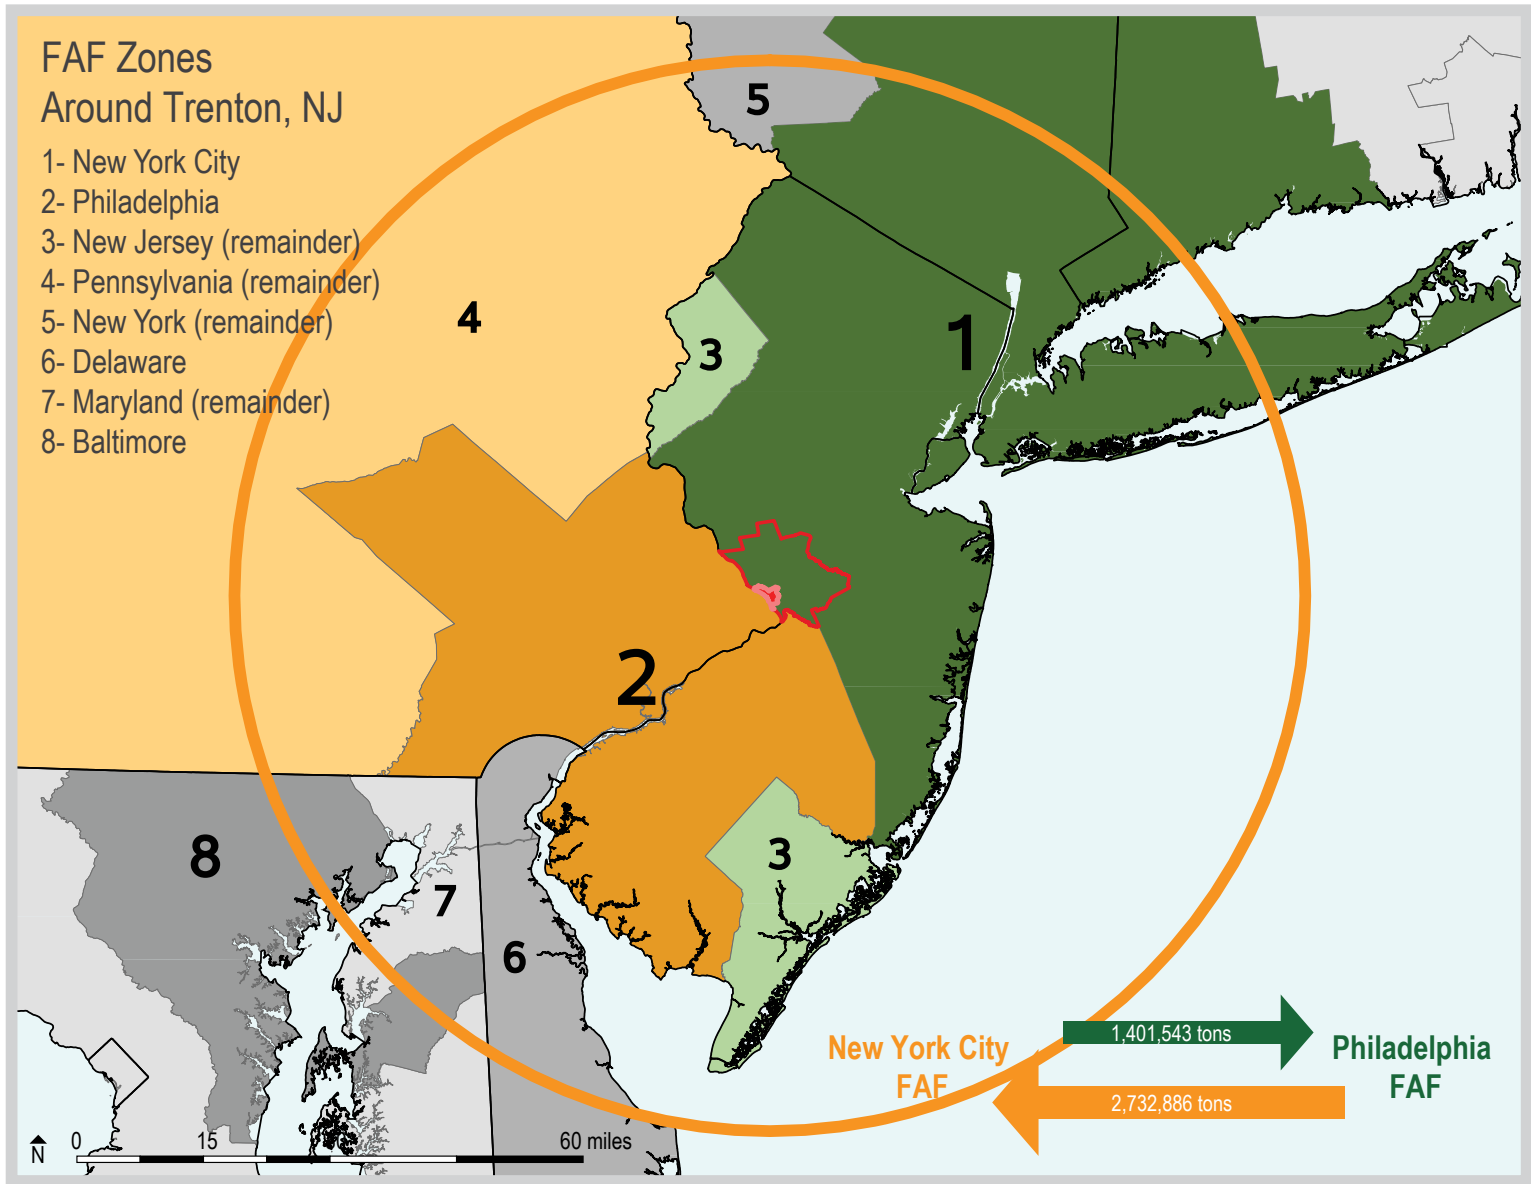 FAF Zones
Around Trenton, NJ
1- New York City
2- Philadelphia
3- New Jersey (remainder)
4- Pennsylvania (remainder)
5- New York (remainder)
6- Delaware
7- Maryland (remainder)
8- Baltimore
5
4
3
1
2
3
8
7
6
New York City
FAF
1,401,543 tons
2,732,886 tons
Philadelphia
FAF
N
0 15 60 miles